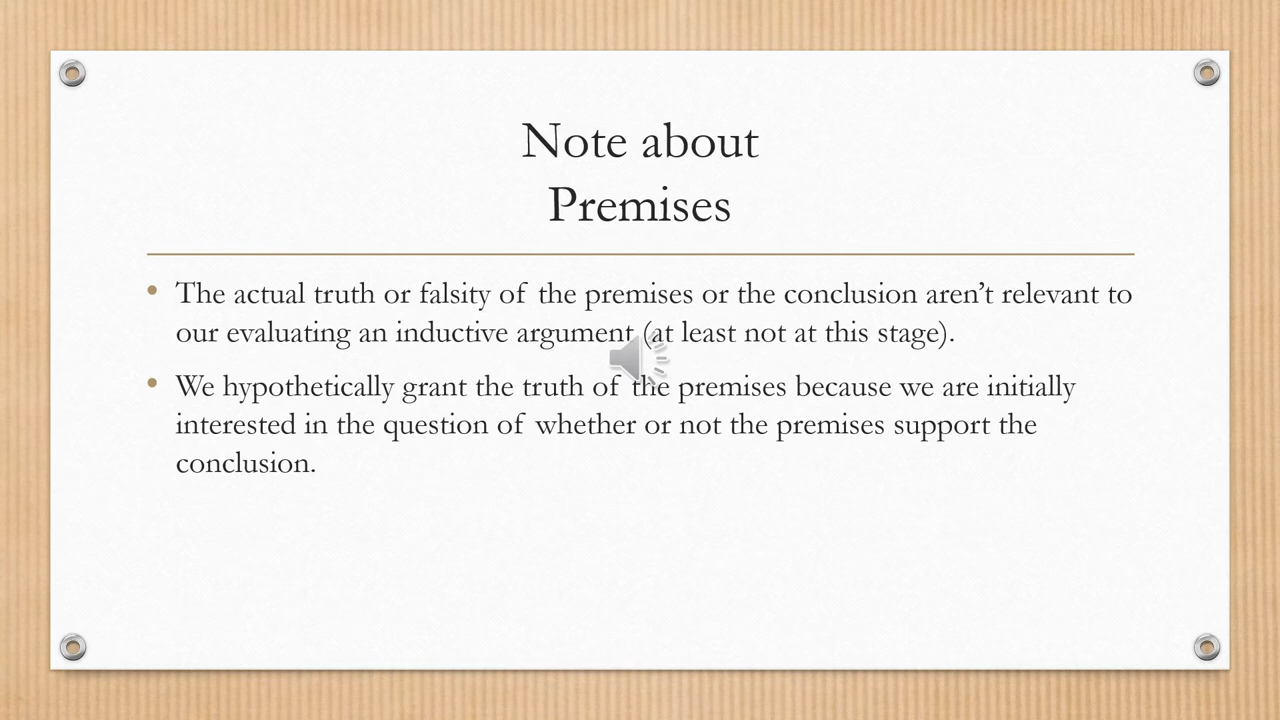 Note about
Premises
• The actual truth or falsity of the premises or the conclusion aren’t relevant to
our evaluating an inductive argument (at least not at this stage).
• We hypothetically grant the truth of the premises because we are initially
interested in the question of whether or not the premises support the
conclusion.